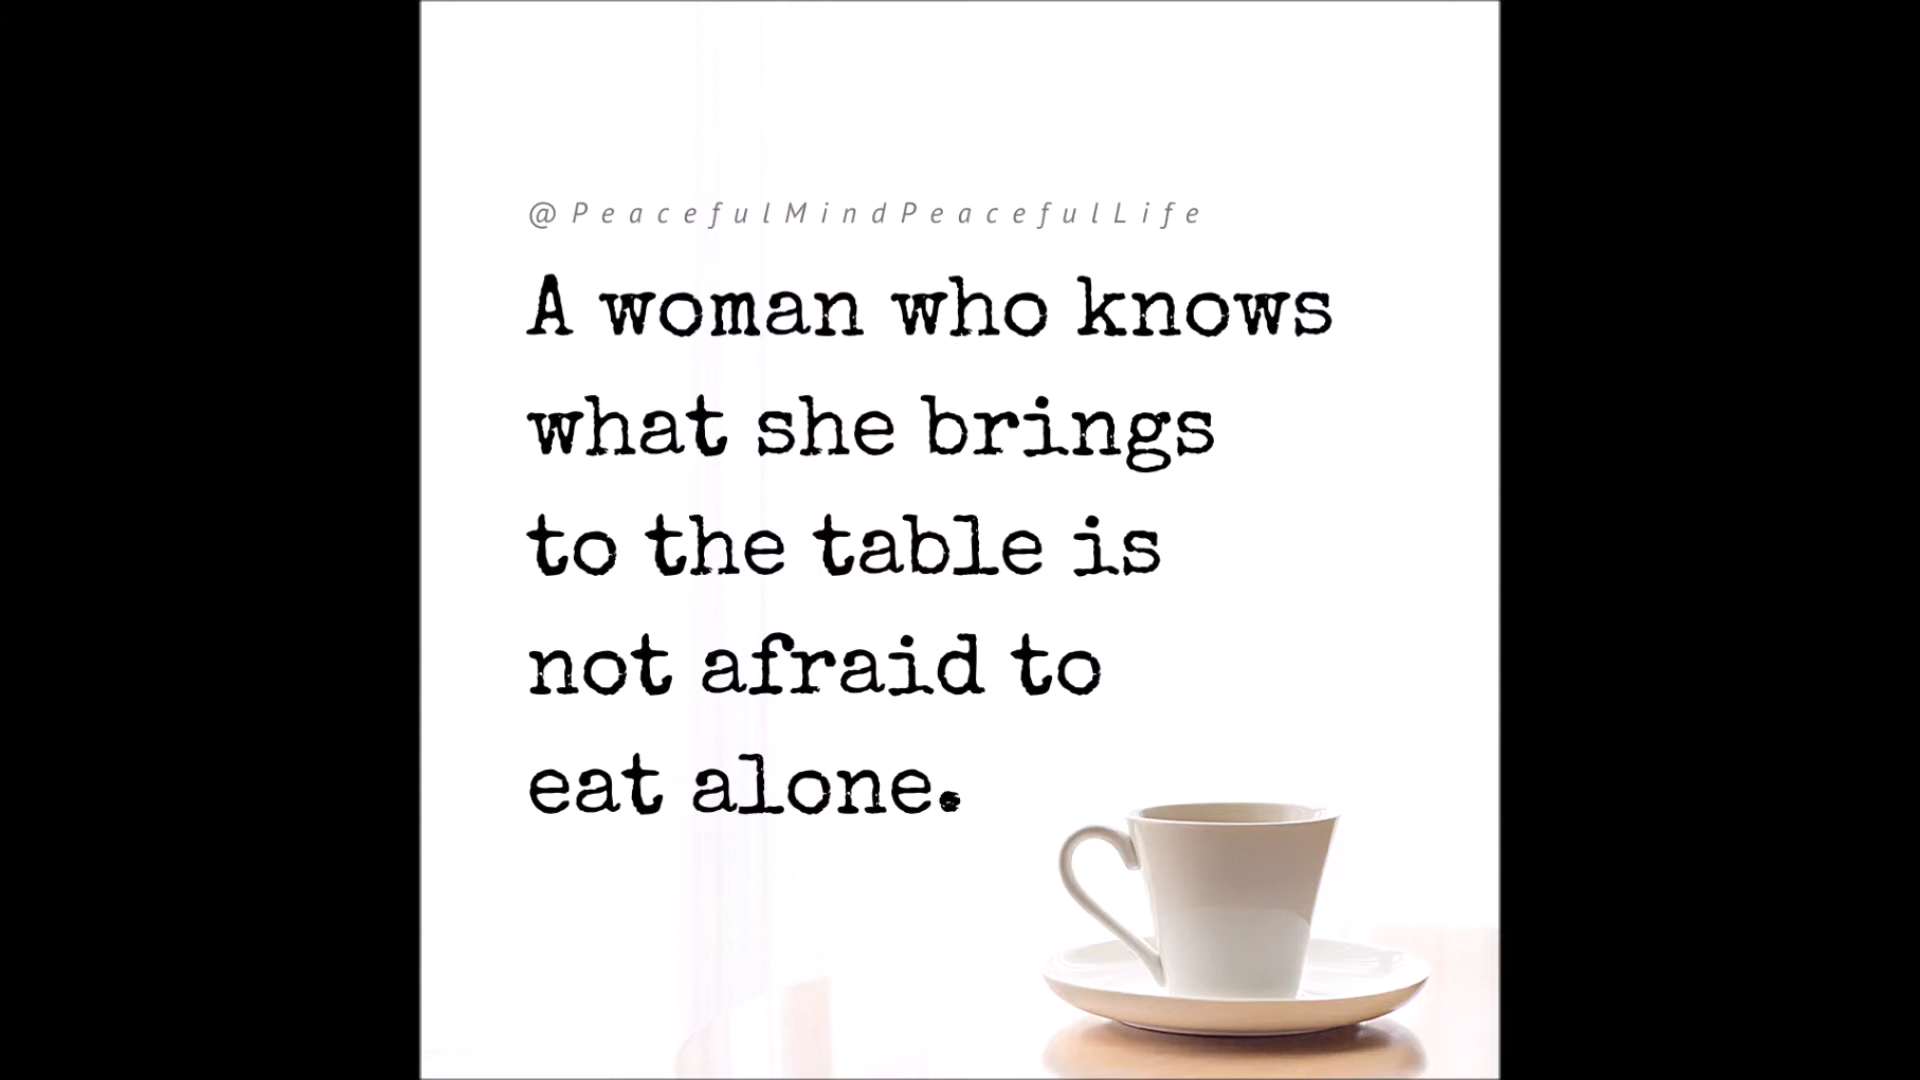 @PeacefulMindPeacefulLife
A woman who knows
what she brings
to the table is
not afraid to
eat alone.